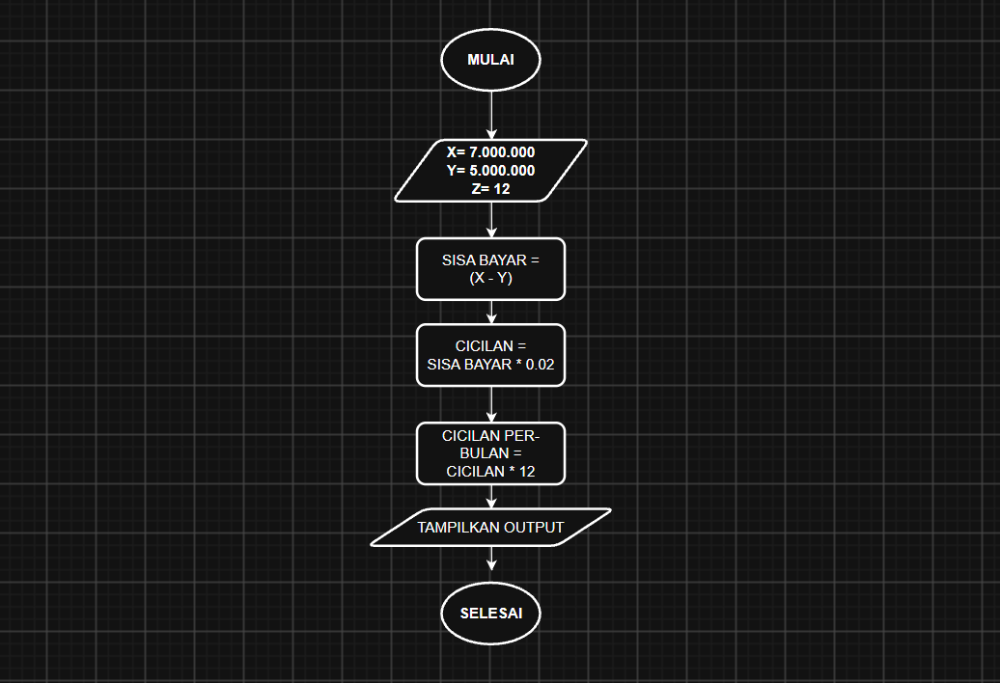 MULAI
X= 7.000.000
Y= 5.000.000
Z= 12
SISA BAYAR =
(X - Y)
CICILAN =
SISA BAYAR * 0.02
CICILAN PER-
BULAN =
CICILAN * 12
TAMPILKAN OUTPUT
SELESAI